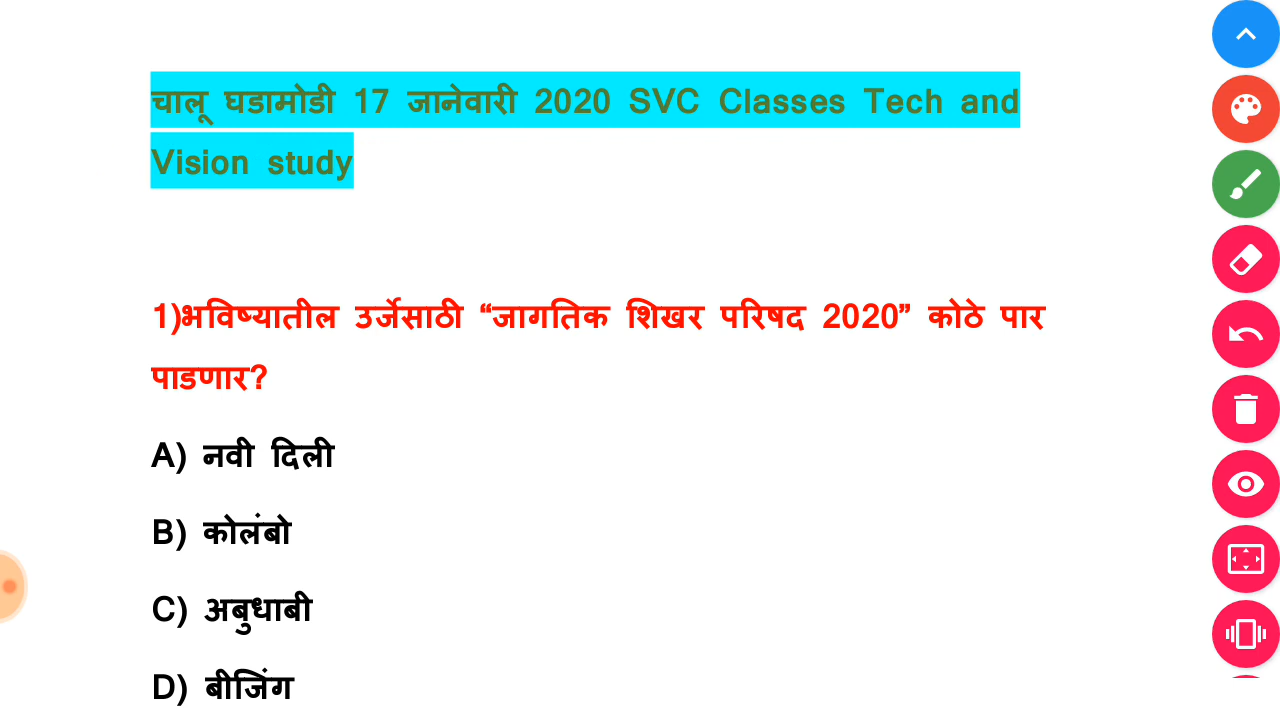 चालू घडामोडी 17 जानेवारी 2020 SVC Classes Tech and
Vision study
1)भविष्यातील उर्जेसाठी “जागतिक शिखर परिषद 2020” कोठे पार
पाडणार?
A) नवी दिली
B) कोलंबो
C) अबुधाबी
D) बीजिंग